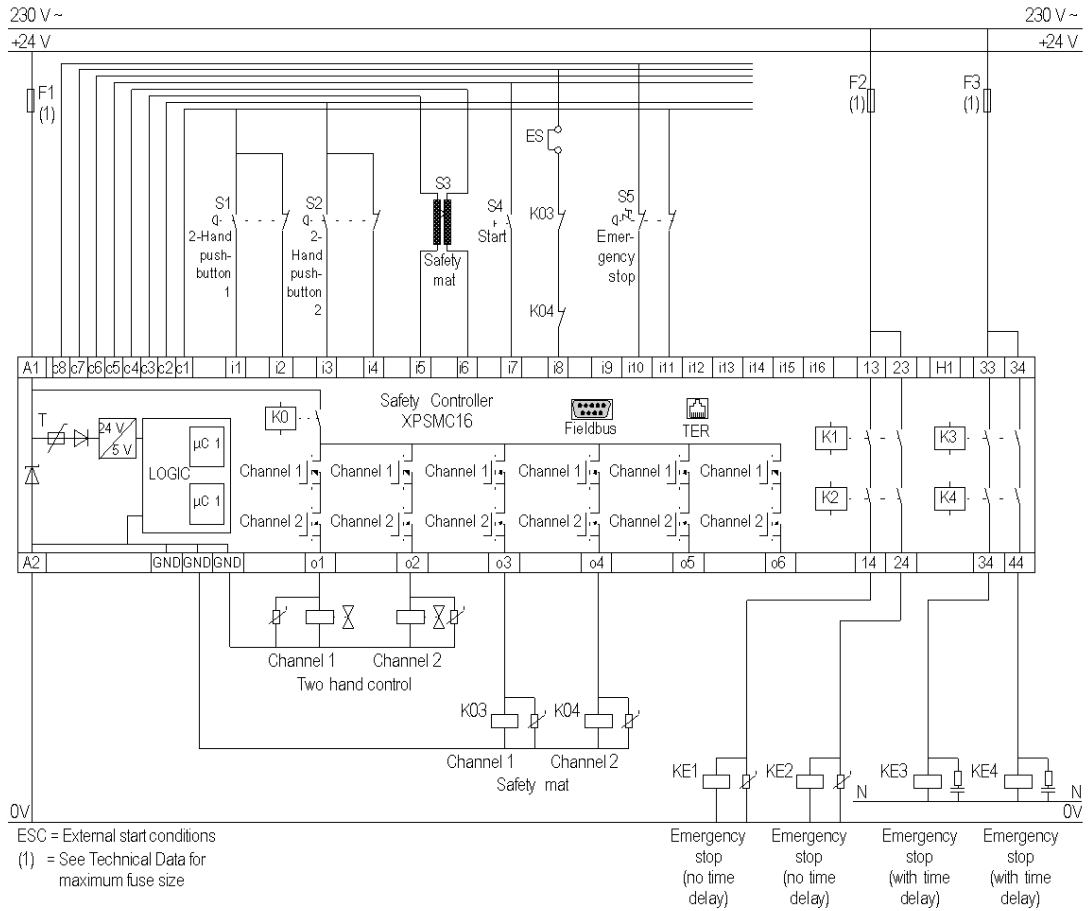 230 V~ 230 V~
+24 V +24 V
F1
(1)
F2
(1)
F3
(1)
ES
S1
2-Hand
push-
button
1
S2
2-
Hand
push-
button
2
S3
Safety
mat
S4
Start
K03
K04
S5
Emer-
gency
stop
A1 c8 c7 c6 c5 c4 c3 c2 c1 i1 i2 i3 i4 i5 i6 i7 i8 i9 i10 i11 i12 i13 i14 i15 i16 13 23 H1 33 34
Safety Controller
XPSMC16
Fieldbus
TER
K0
T
24 V
5 V
LOGIC
µC 1
µC 1
Channel 1 Channel 1 Channel 1 Channel 1 Channel 1 Channel 1
Channel 2 Channel 2 Channel 2 Channel 2 Channel 2 Channel 2
K1 K3
K2 K4
A2 GND GND GND o1 o2 o3 o4 o5 o6 14 24 34 44
Channel 1 Channel 2
Two hand control
K03 K04
Channel 1 Channel 2
Safety mat
KE1 KE2 KE3 KE4
N N
0V 0V
ESC = External start conditions
(1) = See Technical Data for
maximum fuse size
Emergency
stop
(no time
delay)
Emergency
stop
(no time
delay)
Emergency
stop
(with time
delay)
Emergency
stop
(with time
delay)